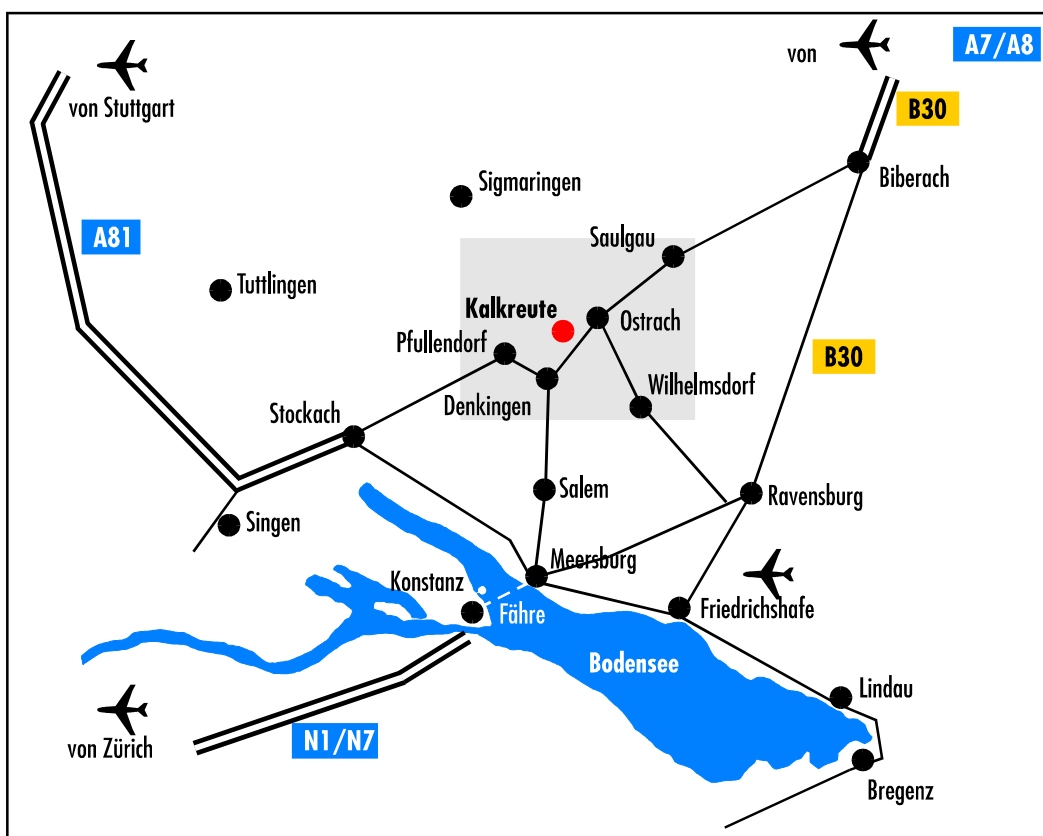 von
A7/A8
von Stuttgart
B30
Biberach
Sigmaringen
A81
Saulgau
Tuttlingen
Kalkreute
Ostrach
Pfullendorf
B30
Denkingen
Wilhelmsdorf
Stockach
Salem
Ravensburg
Singen
Meersburg
Konstanz
Fähre
Friedrichshafe
Bodensee
Lindau
von Zürich
N1/N7
Bregenz